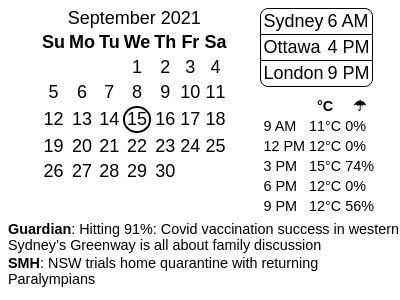 September 2021
Su Mo Tu We Th Fr Sa
1 2 3 4
5 6 7 8 9 10 11
12 13 14 15 16 17 18
19 20 21 22 23 24 25
26 27 28 29 30
Sydney 6 AM
Ottawa 4 PM
London 9 PM
°C ☂
9 AM 11°C 0%
12 PM 12°C 0%
3 PM 15°C 74%
6 PM 12°C 0%
9 PM 12°C 56%
Guardian: Hitting 91%: Covid vaccination success in western
Sydney’s Greenway is all about family discussion
SMH: NSW trials home quarantine with returning
Paralympians